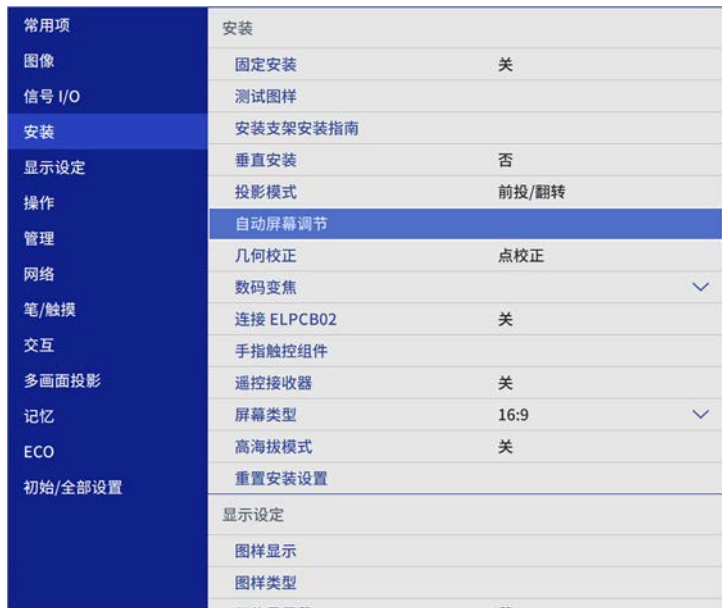 常用项
图像
信号 I/O
安装
显示设定
操作
管理
网络
笔/触摸
交互
多画面投影
记忆
ECO
初始/全部设置
安装
固定安装 关
测试图样
安装支架安装指南
垂直安装 否
投影模式 前投/翻转
自动屏幕调节
几何校正 点校正
数码变焦
连接 ELPCB02 关
手指触控组件
遥控接收器 关
屏幕类型 16:9
高海拔模式 关
重置安装设置
显示设定
图样显示
图样类型